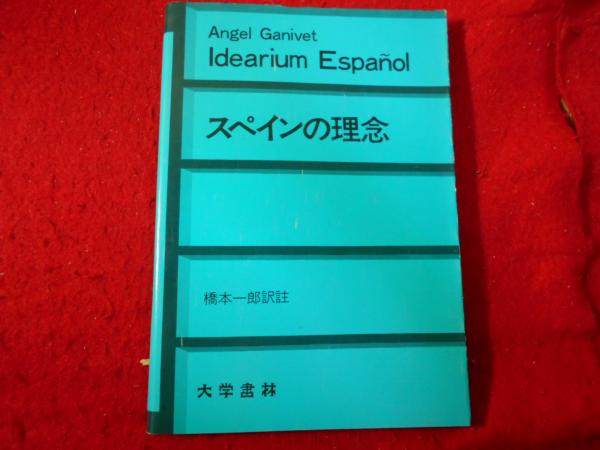 Angel Ganivet
Idearium Español
スペインの理念
橋本一郎訳註
大学書林